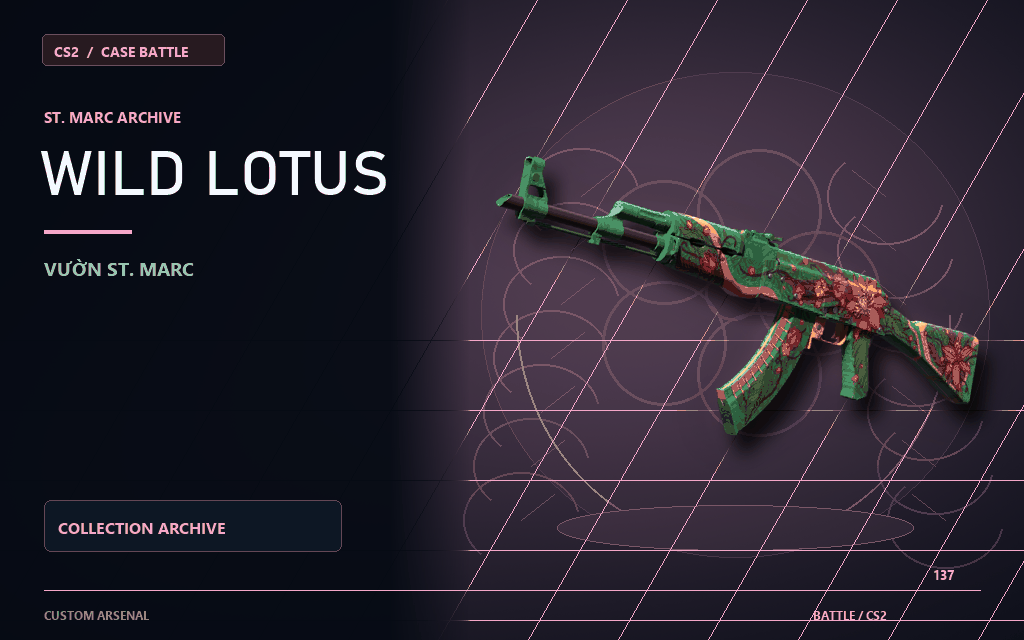 CS2 / CASE BATTLE
ST. MARC ARCHIVE
WILD LOTUS
VƯỜN ST. MARC
COLLECTION ARCHIVE
137
CUSTOM ARSENAL
BATTLE / CS2